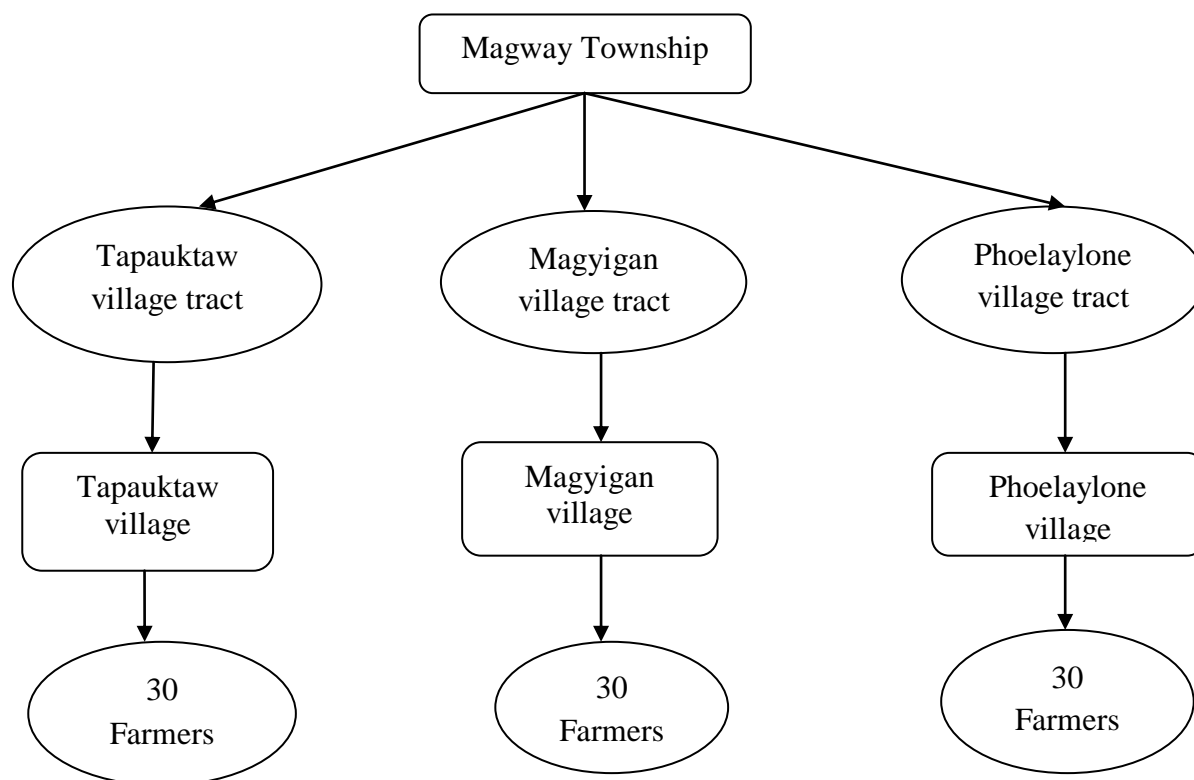 Magway Township
Tapauktaw
village tract
Magyigan
village tract
Phoelaylone
village tract
Tapauktaw
village
Magyigan
village
Phoelaylone
village
30
Farmers
30
Farmers
30
Farmers